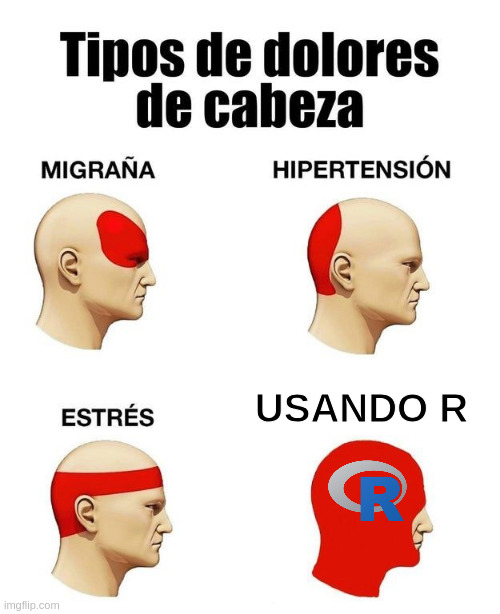 Tipos de dolores
de cabeza
MIGRAÑA
HIPERTENSIÓN
ESTRÉS
USANDO R
R
imgflip.com